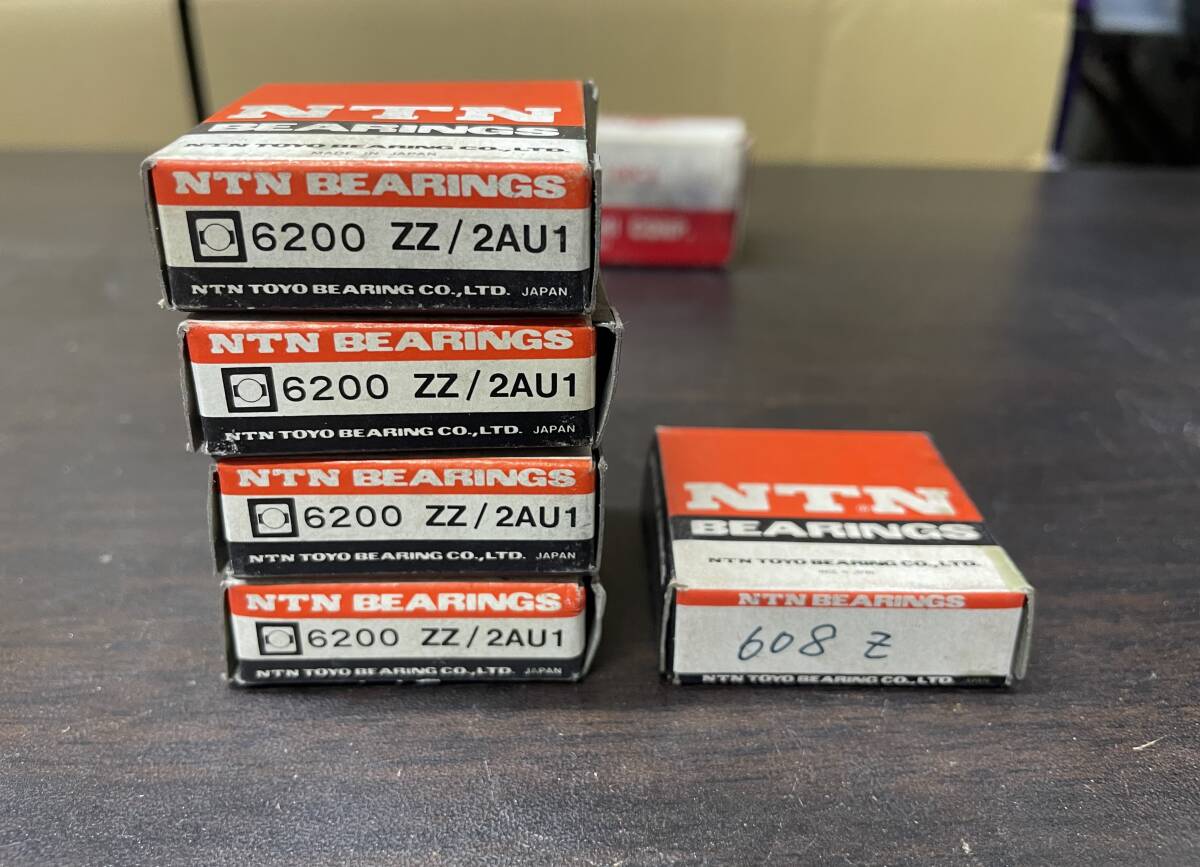 NTN
BEARINGS
NTN TOYO BEARING CO.,LTD.
MADE IN JAPAN
NTN BEARINGS
6200 ZZ/2AU1
NTN TOYO BEARING CO.,LTD. JAPAN
NTN BEARINGS
6200 ZZ/2AU1
NTN TOYO BEARING CO.,LTD. JAPAN
NTN BEARINGS
6200 ZZ/2AU1
NTN TOYO BEARING CO.,LTD. JAPAN
NTN BEARINGS
6200 ZZ/2AU1
NTN TOYO BEARING CO.,LTD. JAPAN
NTN
BEARINGS
NTN TOYO BEARING CO.,LTD.
NTN BEARINGS
608 Z
NTN TOYO BEARING CO.,LTD. JAPAN